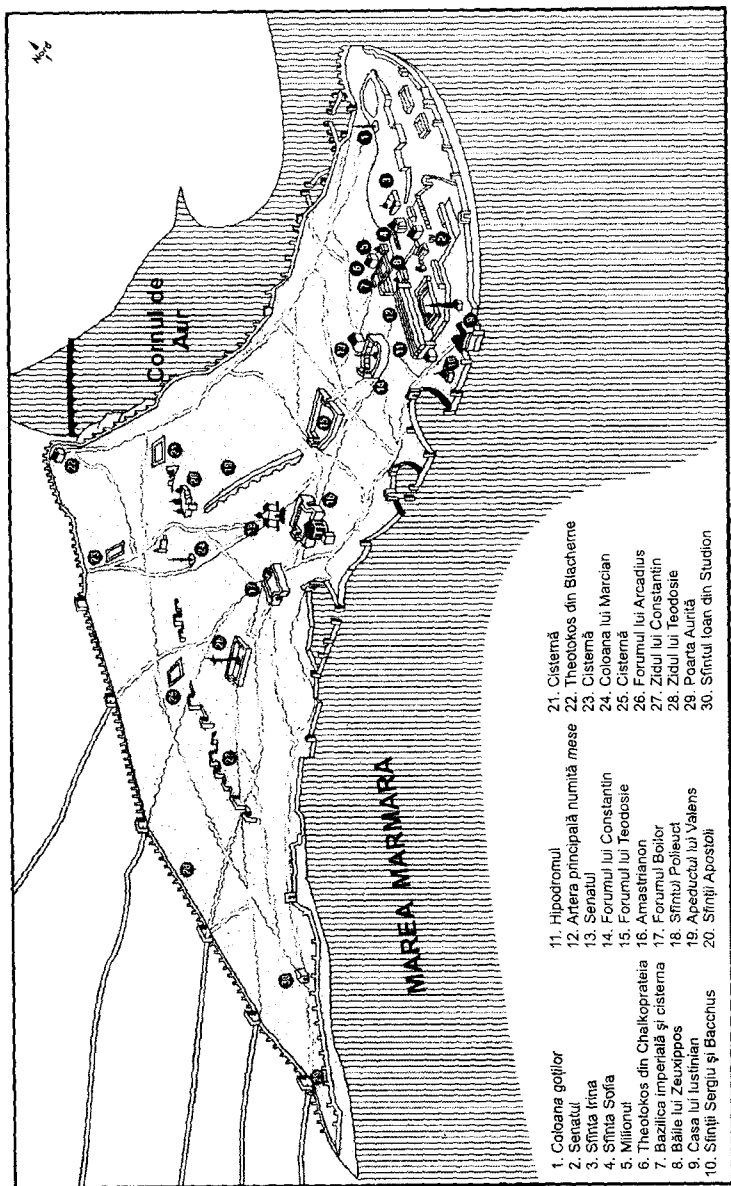 Nord
Cornul de
Aur
MAREA MARMARA
1. Coloana goților
2. Senatul
3. Sfînta Irina
4. Sfînta Sofia
5. Milionul
6. Theotokos din Chalkoprateia
7. Bazilica imperială și cisterna
8. Băile lui Zeuxippos
9. Casa lui Iustinian
10. Sfinții Sergiu și Bacchus
11. Hipodromul
12. Artera principală numită mese
13. Senatul
14. Forumul lui Constantin
15. Forumul lui Teodosie
16. Amastrianon
17. Forumul Boilor
18. Sfîntul Polieuct
19. Apeductul lui Valens
20. Sfinții Apostoli
21. Cisternă
22. Theotokos din Blacherne
23. Cisternă
24. Coloana lui Marcian
25. Cisternă
26. Forumul lui Arcadius
27. Zidul lui Constantin
28. Zidul lui Teodosie
29. Poarta Aurită
30. Sfîntul Ioan din Studion